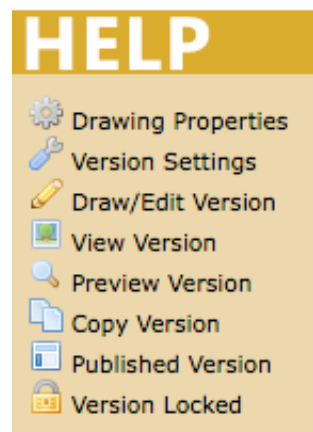 HELP
Drawing Properties
Version Settings
Draw/Edit Version
View Version
Preview Version
Copy Version
Published Version
Version Locked